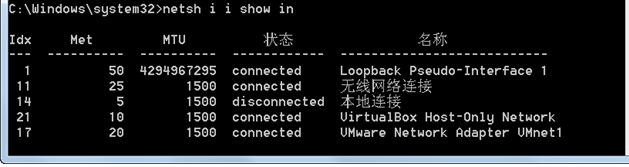 C:\Windows\system32>netsh i i show in
Idx Met MTU 状态 名称
--- ---------- ---------- ------------ ---------------------------
1 50 4294967295 connected Loopback Pseudo-Interface 1
11 25 1500 connected 无线网络连接
14 5 1500 disconnected 本地连接
21 10 1500 connected VirtualBox Host-Only Network
17 20 1500 connected VMware Network Adapter VMnet1